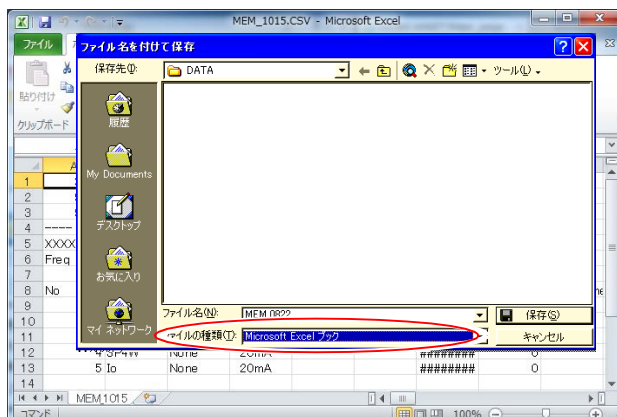 MEM_1015.CSV - Microsoft Excel
ファイル
ファイル名を付けて保存
保存先(I):
DATA
ツール(L)
貼り付け
クリップボード
履歴
My Documents
デスクトップ
お気に入り
マイ ネットワーク
ファイル名(N):
MEM_0822
保存(S)
ファイルの種類(T):
Microsoft Excel ブック
キャンセル
A
1
2
3
4 ----
5 XXXX
6 Freq
7
8 No
9
10
11
12 4 3P4W None 20mA ######## 0
13 5 Io None 20mA ######## 0
14
MEM_1015
コマンド
100%